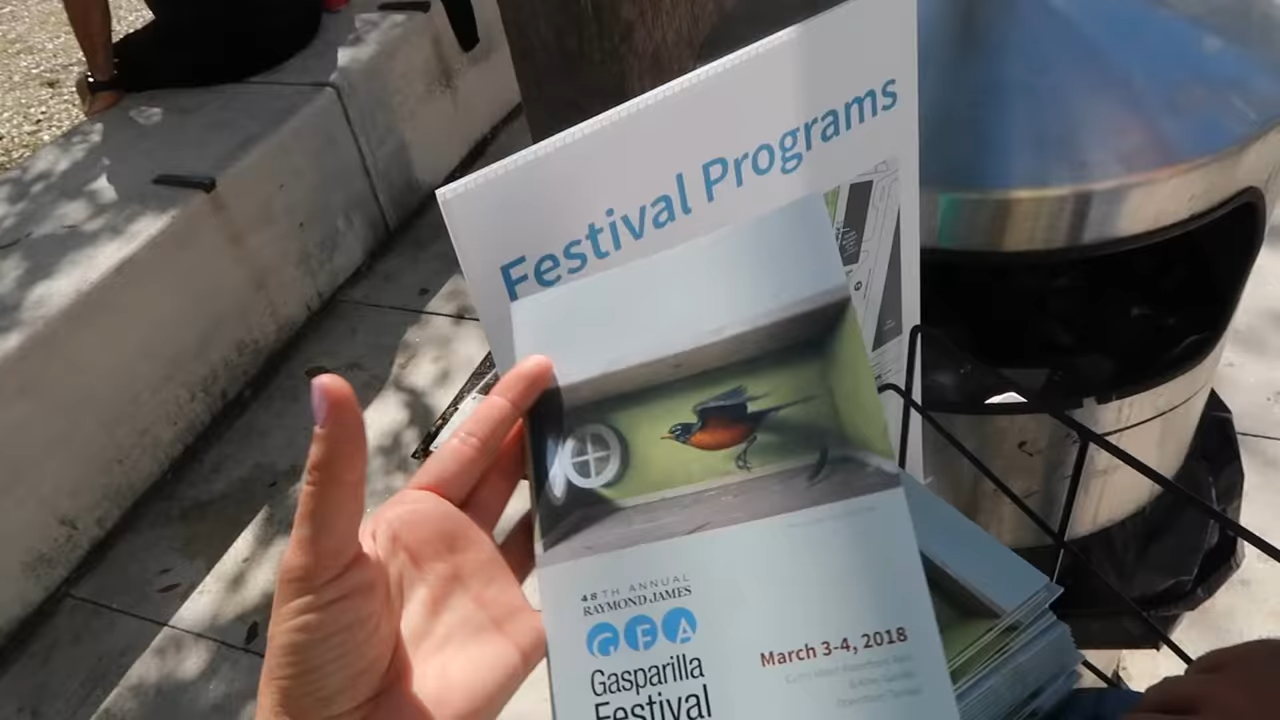 Festival Programs
48TH ANNUAL
RAYMOND JAMES
GFA
Gasparilla
Festival
March 3-4, 2018